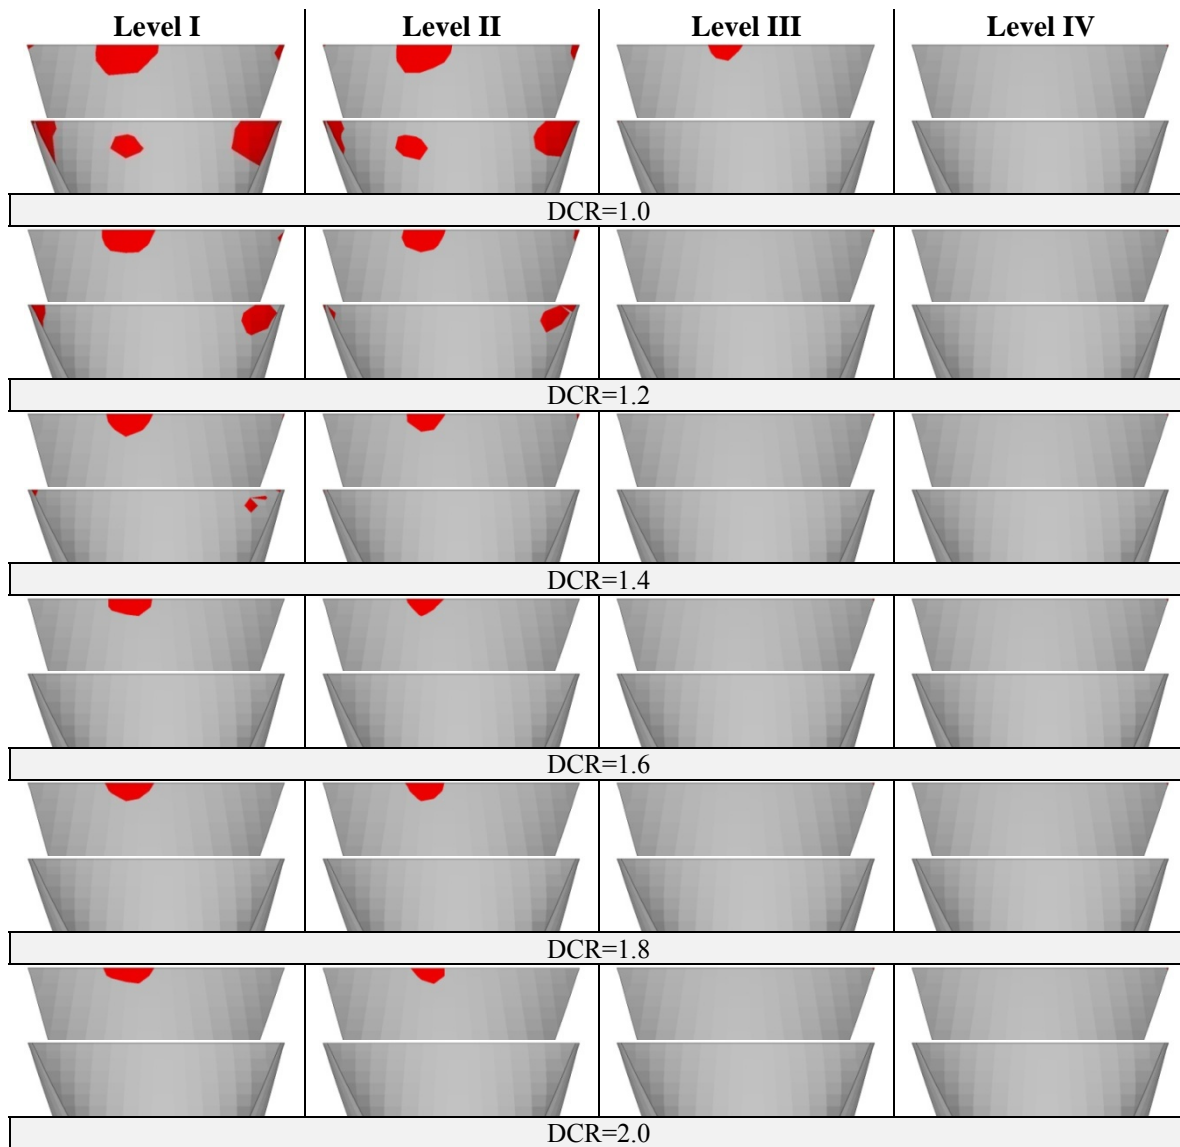 Level I Level II Level III Level IV
DCR=1.0
DCR=1.2
DCR=1.4
DCR=1.6
DCR=1.8
DCR=2.0